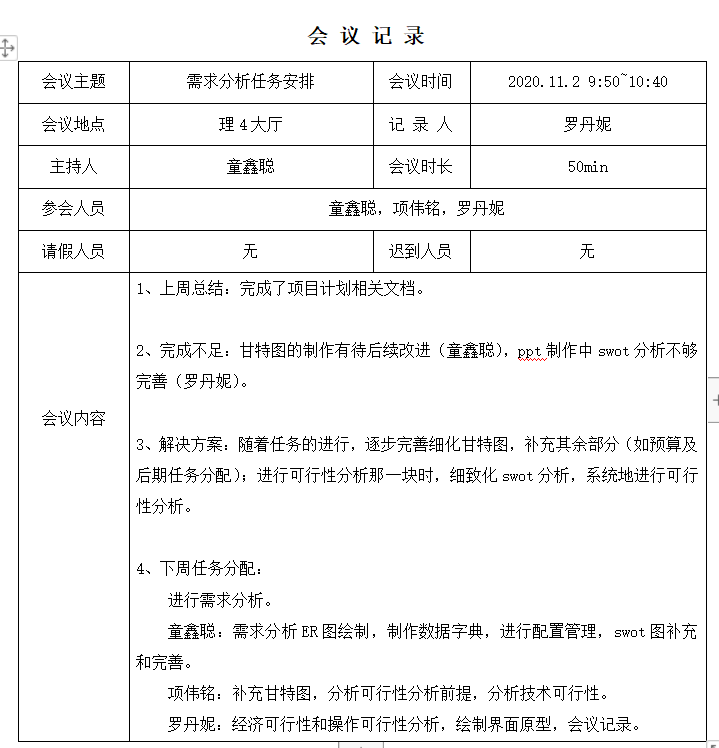 会 议 记 录
会议主题 需求分析任务安排 会议时间 2020.11.2 9:50~10:40
会议地点 理 4 大厅 记 录 人 罗丹妮
主持人 童鑫聪 会议时长 50min
参会人员 童鑫聪，项伟铭，罗丹妮
请假人员 无 迟到人员 无
会议内容
1、上周总结：完成了项目计划相关文档。
2、完成不足：甘特图的制作有待后续改进（童鑫聪），ppt 制作中 swot 分析不够
完善（罗丹妮）。
3、解决方案：随着任务的进行，逐步完善细化甘特图，补充其余部分（如预算及
后期任务分配）；进行可行性分析那一块时，细致化 swot 分析，系统地进行可行
性分析。
4、下周任务分配：
进行需求分析。
童鑫聪：需求分析 ER 图绘制，制作数据字典，进行配置管理，swot 图补充
和完善。
项伟铭：补充甘特图，分析可行性分析前提，分析技术可行性。
罗丹妮：经济可行性和操作可行性分析，绘制界面原型，会议记录。